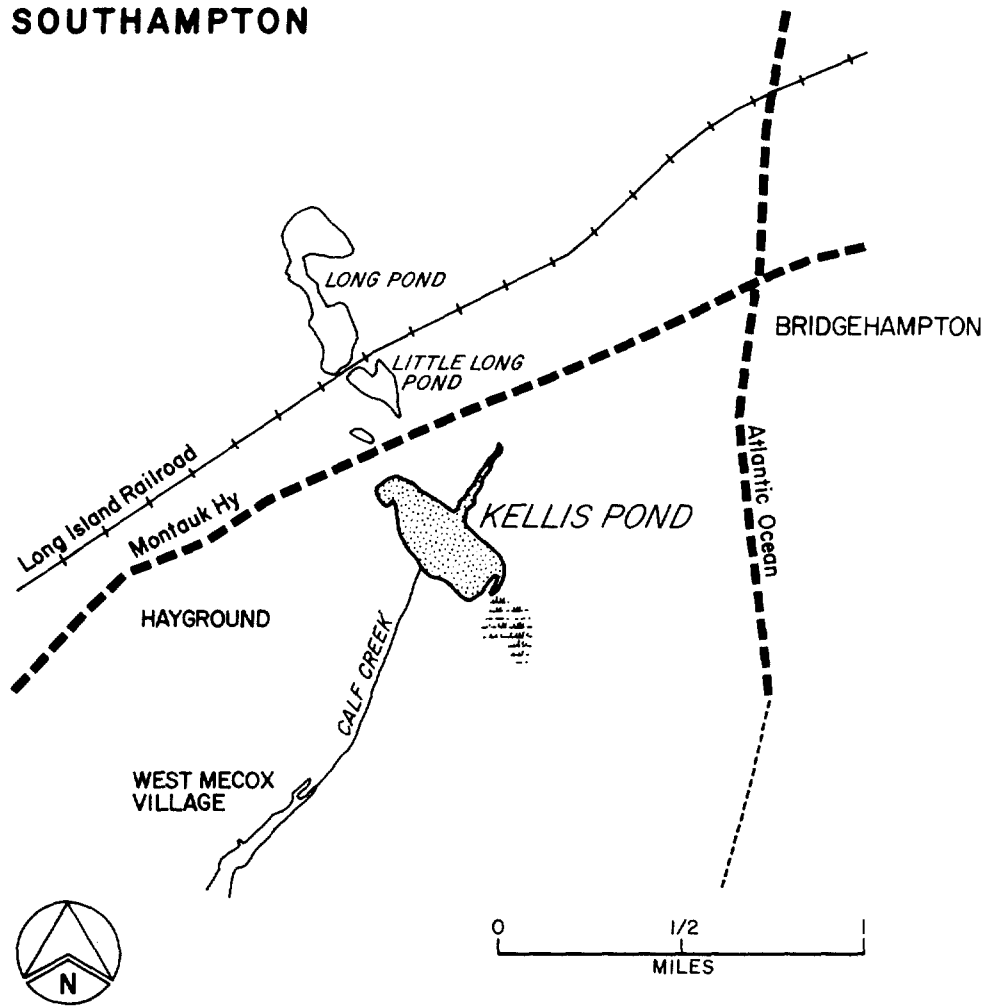 SOUTHAMPTON
LONG POND
BRIDGEHAMPTON
LITTLE LONG
POND
Long Island Railroad
Montauk Hy
KELLIS POND
Atlantic Ocean
HAYGROUND
CALF CREEK
WEST MECOX
VILLAGE
N
0 1/2 1
MILES